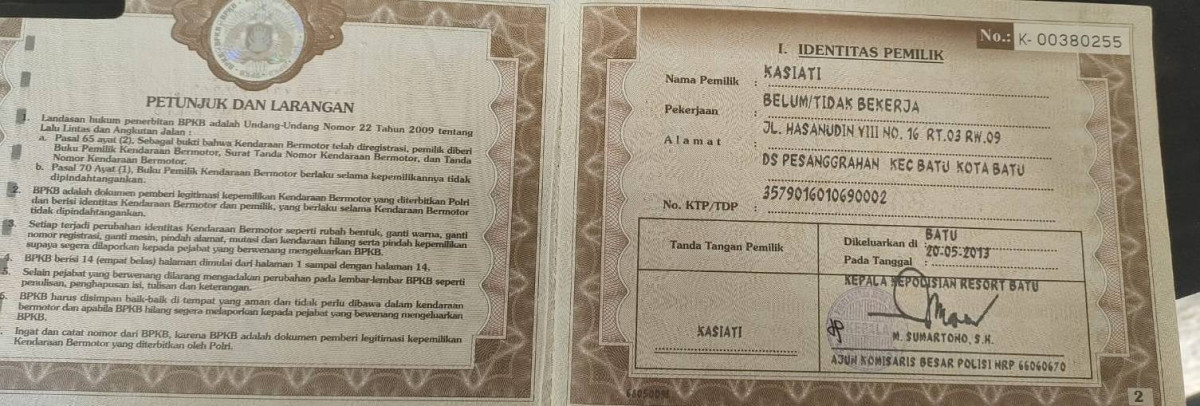 PETUNJUK DAN LARANGAN
1. Landasan hukum penerbitan BPKB adalah Undang-Undang Nomor 22 Tahun 2009 tentang
Lalu Lintas dan Angkutan Jalan :
a. Pasal 65 ayat (2), Sebagai bukti bahwa Kendaraan Bermotor telah diregistrasi, pemilik diberi
Buku Pemilik Kendaraan Bermotor, Surat Tanda Nomor Kendaraan Bermotor, dan Tanda
Nomor Kendaraan Bermotor.
b. Pasal 70 Ayat (1), Buku Pemilik Kendaraan Bermotor berlaku selama kepemilikannya tidak
dipindahtangankan.
2. BPKB adalah dokumen pemberi legitimasi kepemilikan Kendaraan Bermotor yang diterbitkan Polri
dan berisi identitas Kendaraan Bermotor dan pemilik, yang berlaku selama Kendaraan Bermotor
tidak dipindahtangankan.
3. Setiap terjadi perubahan identitas Kendaraan Bermotor seperti rubah bentuk, ganti warna, ganti
nomor registrasi, ganti mesin, pindah alamat, mutasi dan kendaraan hilang serta pindah kepemilikan
supaya segera dilaporkan kepada pejabat yang berwenang mengeluarkan BPKB.
4. BPKB berisi 14 (empat belas) halaman dimulai dari halaman 1 sampai dengan halaman 14.
5. Selain pejabat yang berwenang dilarang mengadakan perubahan pada lembar-lembar BPKB seperti
penulisan, penghapusan isi, tulisan dan keterangan.
6. BPKB harus disimpan baik-baik di tempat yang aman dan tidak perlu dibawa dalam kendaraan
bermotor dan apabila BPKB hilang segera melaporkan kepada pejabat yang bewenang mengeluarkan
BPKB.
Ingat dan catat nomor dari BPKB, karena BPKB adalah dokumen pemberi legitimasi kepemilikan
Kendaraan Bermotor yang diterbitkan oleh Polri.
No.: K- 00380255
I. IDENTITAS PEMILIK
Nama Pemilik : KASIATI
Pekerjaan : BELUM/TIDAK BEKERJA
Alamat : JL. HASANUDIN VIII NO. 16 RT.03 RW.09
DS PESANGGRAHAN KEC BATU KOTA BATU
No. KTP/TDP : 3579016010690002
Tanda Tangan Pemilik
KASIATI
Dikeluarkan di : BATU
Pada Tanggal : 20-05-2013
KEPALA KEPOLISIAN RESORT BATU
M. SUMARTONO, S.H.
AJUN KOMISARIS BESAR POLISI NRP 66060670
2